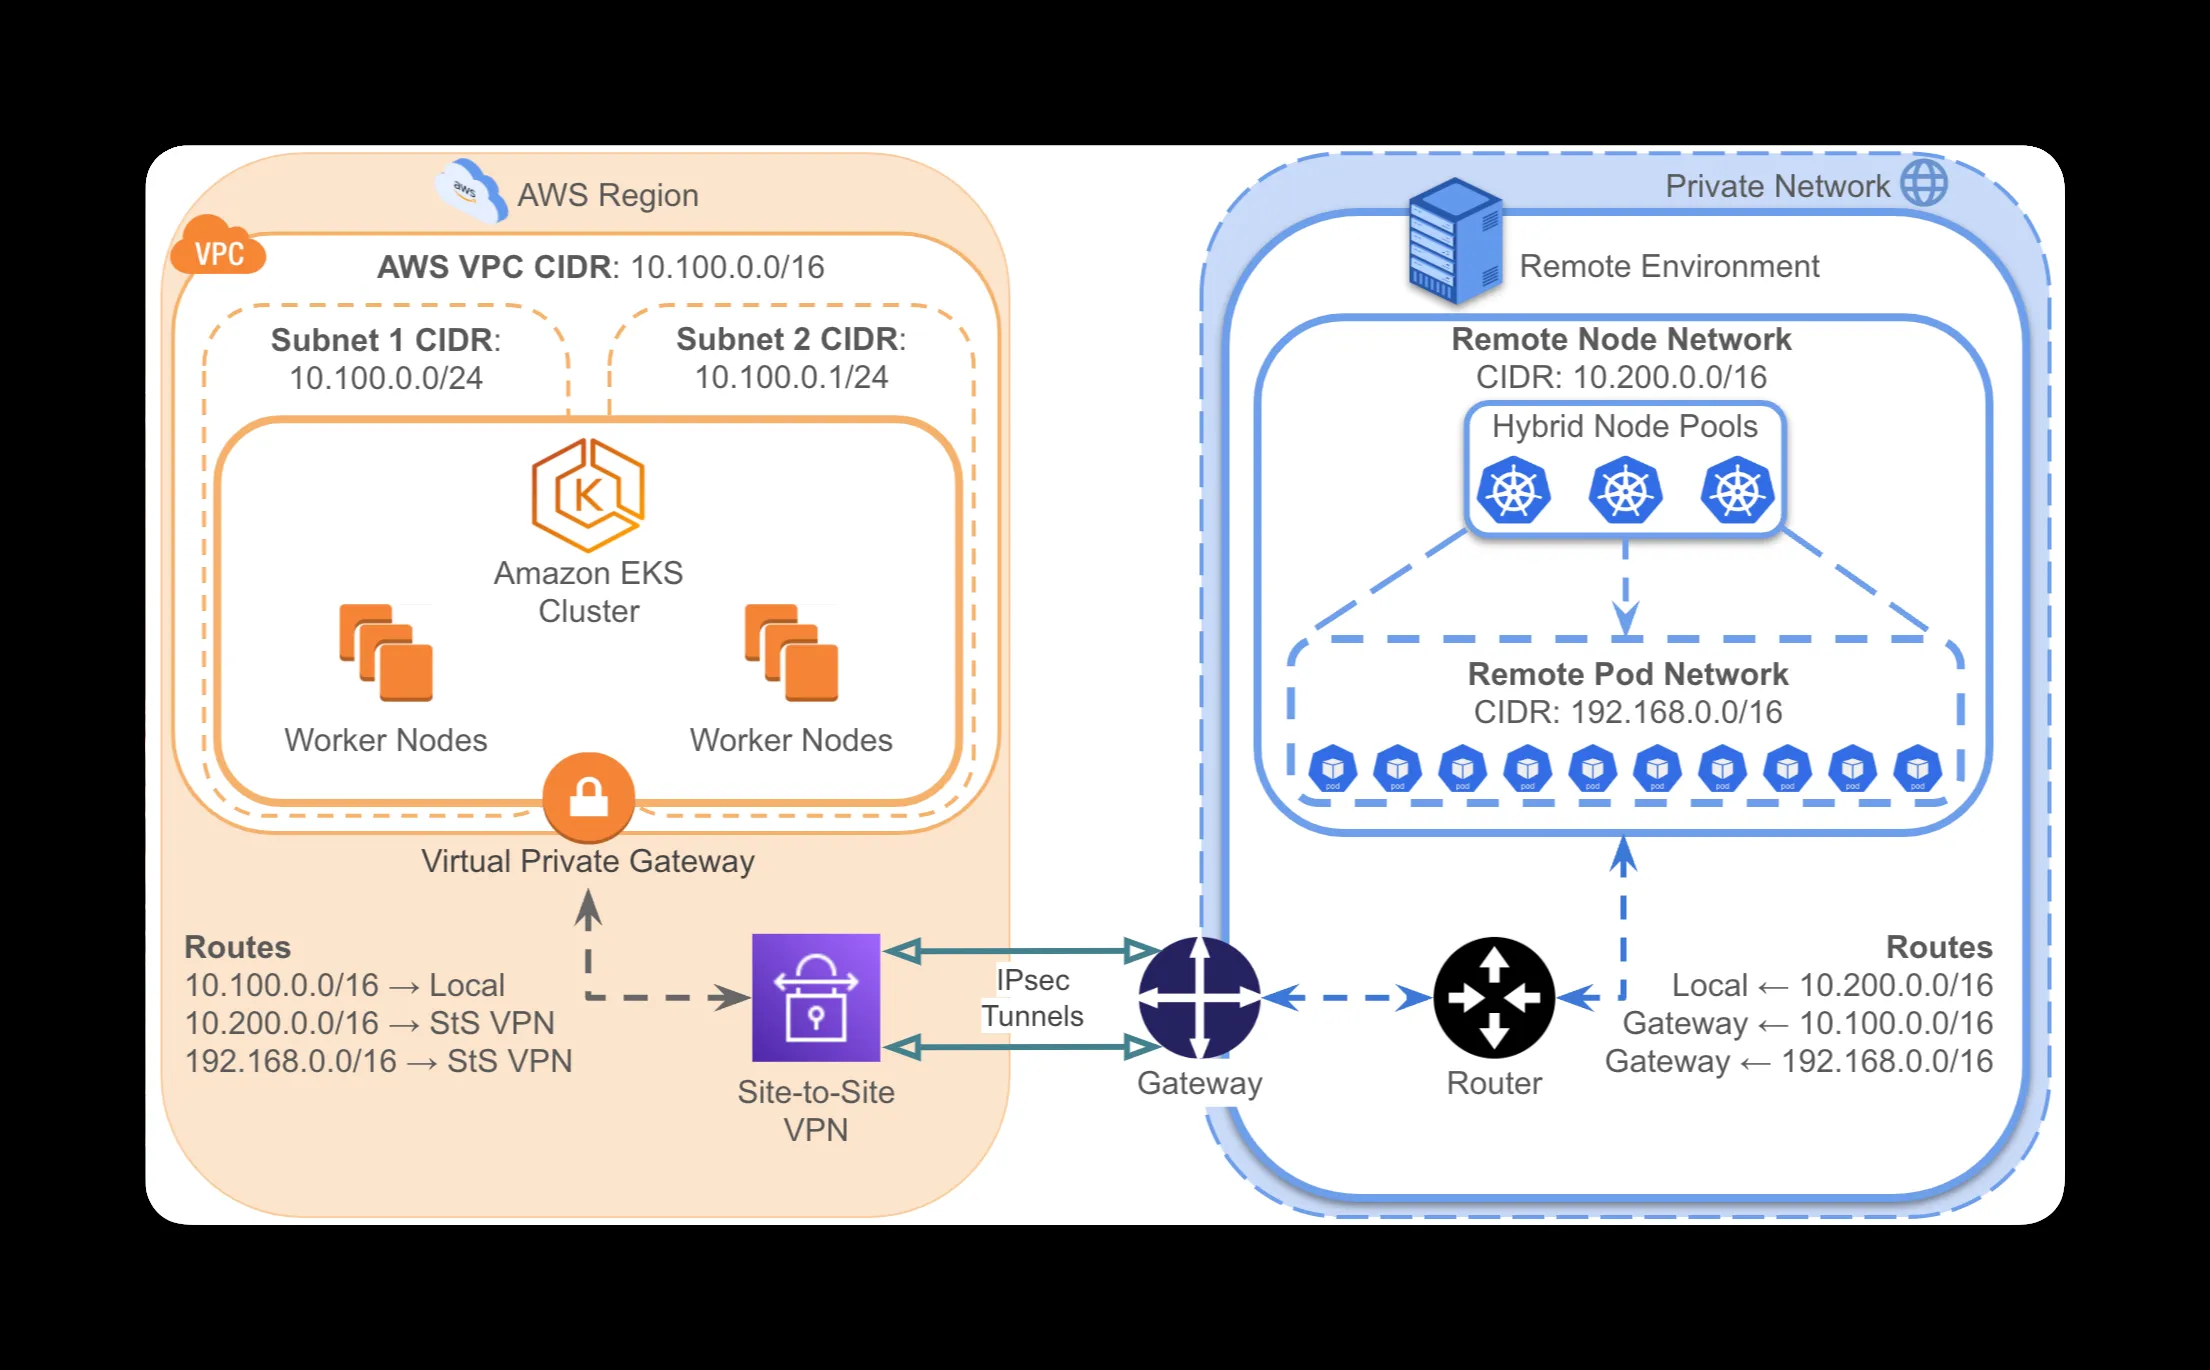 aws
AWS Region
VPC
AWS VPC CIDR: 10.100.0.0/16
Subnet 1 CIDR:
10.100.0.0/24
Subnet 2 CIDR:
10.100.0.1/24
K
Amazon EKS
Cluster
Worker Nodes
Worker Nodes
Virtual Private Gateway
Routes
10.100.0.0/16 → Local
10.200.0.0/16 → StS VPN
192.168.0.0/16 → StS VPN
Site-to-Site
VPN
IPsec
Tunnels
Private Network
Remote Environment
Remote Node Network
CIDR: 10.200.0.0/16
Hybrid Node Pools
Remote Pod Network
CIDR: 192.168.0.0/16
pod pod pod pod pod pod pod pod pod pod
Gateway
Router
Routes
Local ← 10.200.0.0/16
Gateway ← 10.100.0.0/16
Gateway ← 192.168.0.0/16